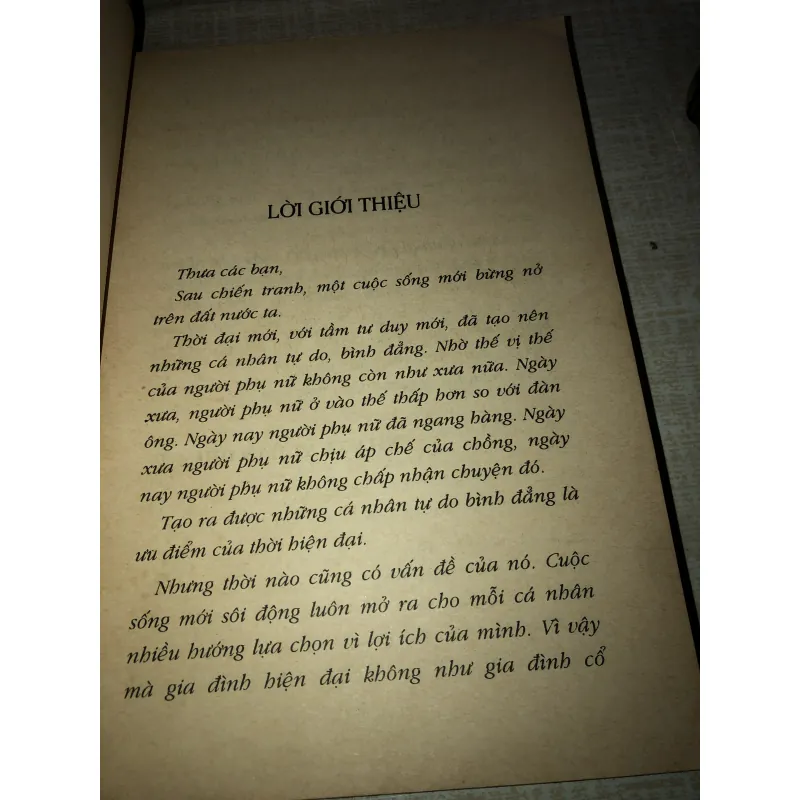 LỜI GIỚI THIỆU
Thưa các bạn,
Sau chiến tranh, một cuộc sống mới bừng nở
trên đất nước ta.
Thời đại mới, với tầm tư duy mới, đã tạo nên
những cá nhân tự do, bình đẳng. Nhờ thế vị thế
của người phụ nữ không còn như xưa nữa. Ngày
xưa, người phụ nữ ở vào thế thấp hơn so với đàn
ông. Ngày nay người phụ nữ đã ngang hàng. Ngày
xưa người phụ nữ chịu áp chế của chồng, ngày
nay người phụ nữ không chấp nhận chuyện đó.
Tạo ra được những cá nhân tự do bình đẳng là
ưu điểm của thời hiện đại.
Nhưng thời nào cũng có vấn đề của nó. Cuộc
sống mới sôi động luôn mở ra cho mỗi cá nhân
nhiều hướng lựa chọn vì lợi ích của mình. Vì vậy
mà gia đình hiện đại không như gia đình cổ